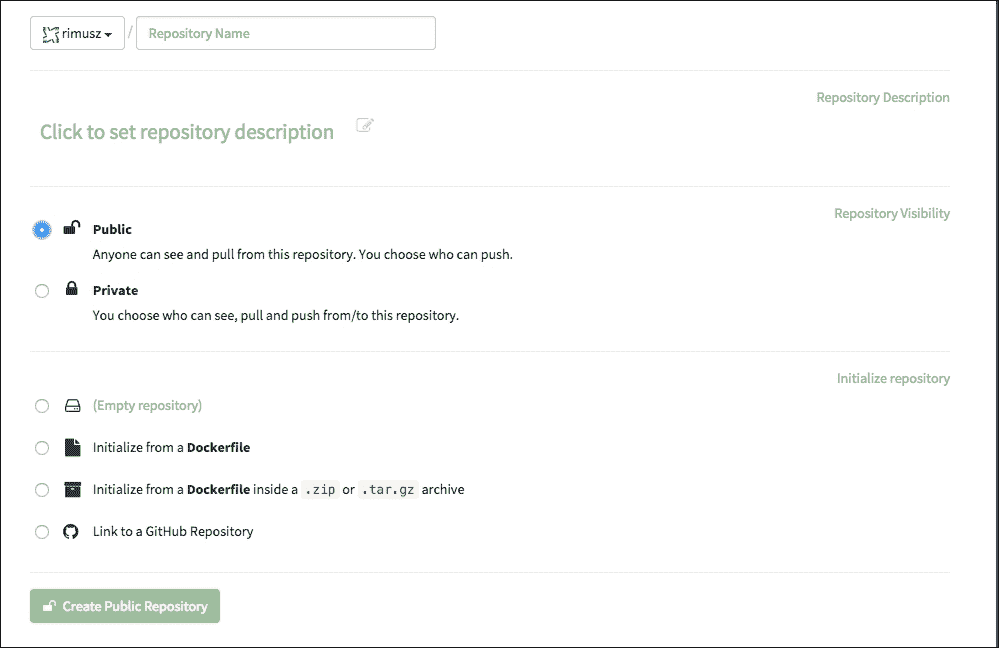 rimusz / Repository Name
Repository Description
Click to set repository description
Repository Visibility
Public
Anyone can see and pull from this repository. You choose who can push.
Private
You choose who can see, pull and push from/to this repository.
Initialize repository
(Empty repository)
Initialize from a Dockerfile
Initialize from a Dockerfile inside a .zip or .tar.gz archive
Link to a GitHub Repository
Create Public Repository